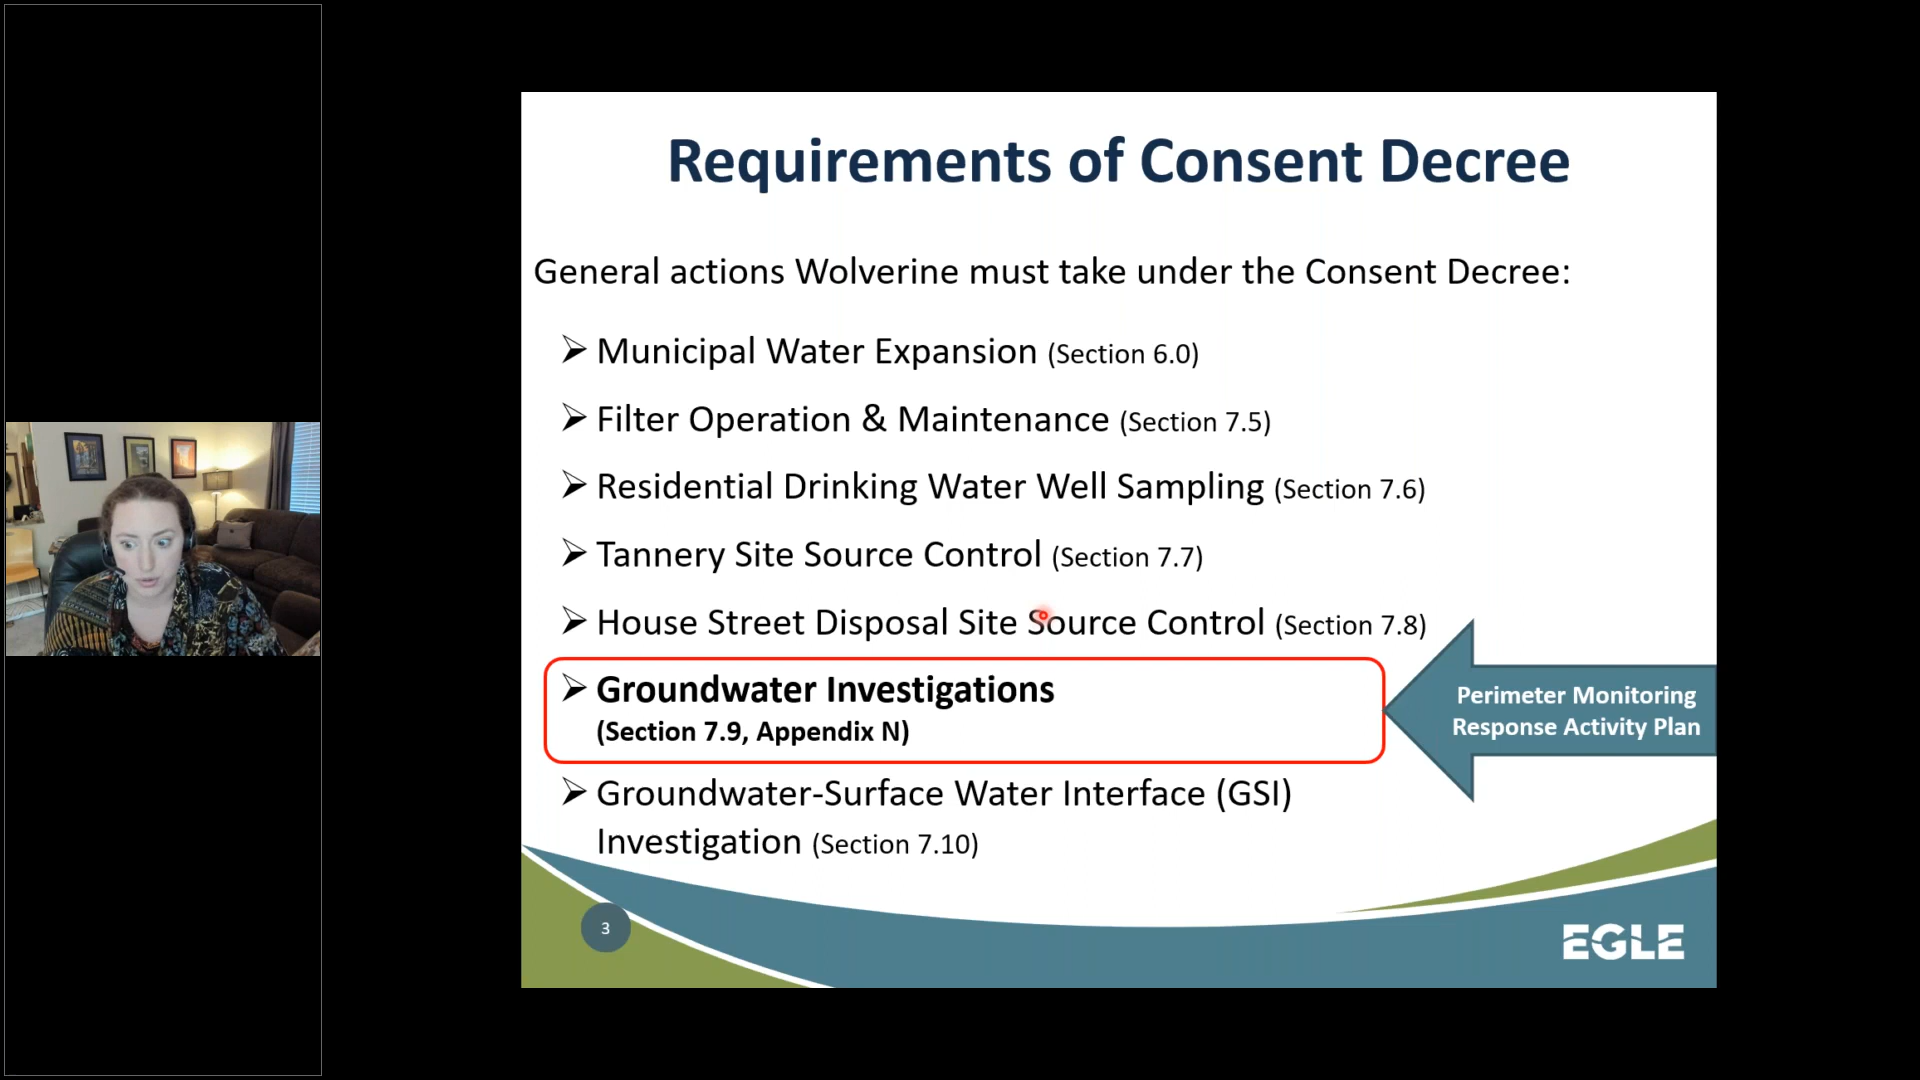 Requirements of Consent Decree
General actions Wolverine must take under the Consent Decree:
➢ Municipal Water Expansion (Section 6.0)
➢ Filter Operation & Maintenance (Section 7.5)
➢ Residential Drinking Water Well Sampling (Section 7.6)
➢ Tannery Site Source Control (Section 7.7)
➢ House Street Disposal Site Source Control (Section 7.8)
➢ Groundwater Investigations
(Section 7.9, Appendix N)
Perimeter Monitoring
Response Activity Plan
➢ Groundwater-Surface Water Interface (GSI)
Investigation (Section 7.10)
3
EGLE